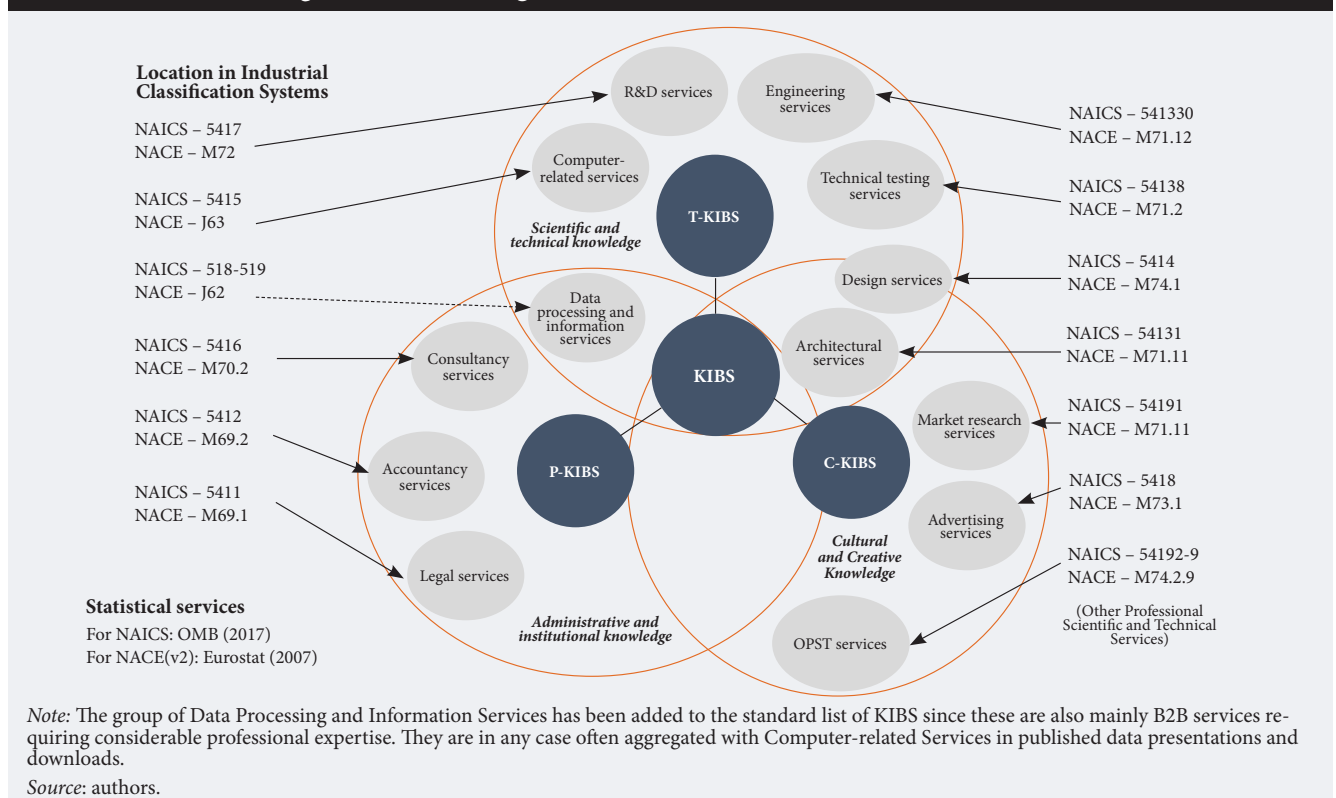 Location in Industrial
Classification Systems
NAICS – 5417
NACE – M72
NAICS – 5415
NACE – J63
NAICS – 518-519
NACE – J62
NAICS – 5416
NACE – M70.2
NAICS – 5412
NACE – M69.2
NAICS – 5411
NACE – M69.1
Statistical services
For NAICS: OMB (2017)
For NACE(v2): Eurostat (2007)
R&D services
Engineering
services
Computer-
related services
Technical testing
services
T-KIBS
Scientific and
technical knowledge
Design services
Data
processing and
information
services
Architectural
services
Consultancy
services
KIBS
Market research
services
P-KIBS
C-KIBS
Accountancy
services
Advertising
services
Cultural
and Creative
Knowledge
Legal services
Administrative and
institutional knowledge
OPST services
NAICS – 541330
NACE – M71.12
NAICS – 54138
NACE – M71.2
NAICS – 5414
NACE – M74.1
NAICS – 54131
NACE – M71.11
NAICS – 54191
NACE – M71.11
NAICS – 5418
NACE – M73.1
NAICS – 54192-9
NACE – M74.2.9
(Other Professional
Scientific and Technical
Services)
Note: The group of Data Processing and Information Services has been added to the standard list of KIBS since these are also mainly B2B services re-
quiring considerable professional expertise. They are in any case often aggregated with Computer-related Services in published data presentations and
downloads.
Source: authors.